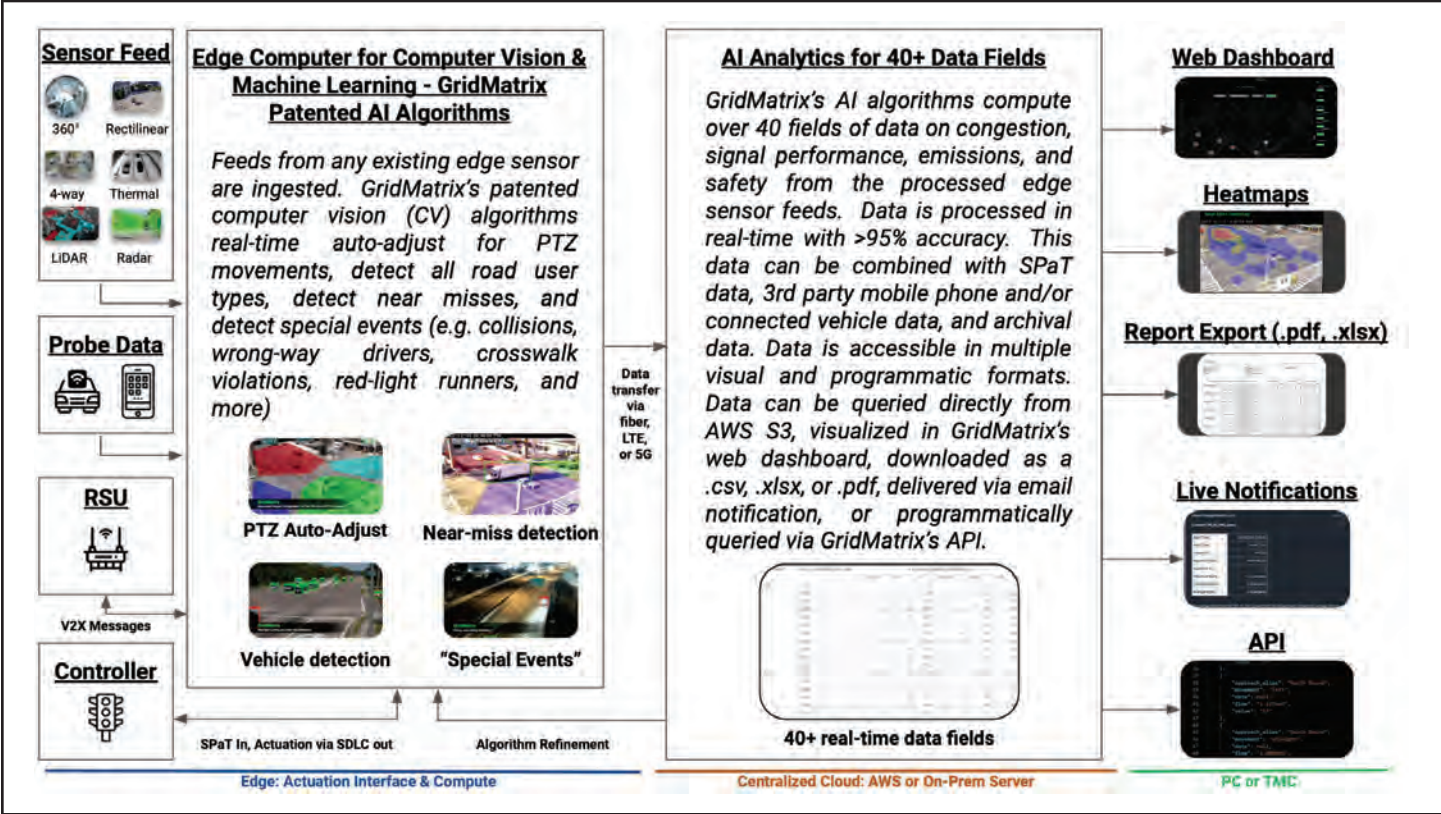 Sensor Feed
360°
Rectilinear
4-way
Thermal
LiDAR
Radar
Probe Data
RSU
V2X Messages
Controller
Edge Computer for Computer Vision &
Machine Learning - GridMatrix
Patented AI Algorithms
Feeds from any existing edge sensor
are ingested. GridMatrix's patented
computer vision (CV) algorithms
real-time auto-adjust for PTZ
movements, detect all road user
types, detect near misses, and
detect special events (e.g. collisions,
wrong-way drivers, crosswalk
violations, red-light runners, and
more)
PTZ Auto-Adjust
Near-miss detection
Vehicle detection
“Special Events”
SPaT In, Actuation via SDLC out
Algorithm Refinement
Data
transfer
via
fiber,
LTE,
or 5G
AI Analytics for 40+ Data Fields
GridMatrix's AI algorithms compute
over 40 fields of data on congestion,
signal performance, emissions, and
safety from the processed edge
sensor feeds. Data is processed in
real-time with >95% accuracy. This
data can be combined with SPaT
data, 3rd party mobile phone and/or
connected vehicle data, and archival
data. Data is accessible in multiple
visual and programmatic formats.
Data can be queried directly from
AWS S3, visualized in GridMatrix's
web dashboard, downloaded as a
.csv, .xlsx, or .pdf, delivered via email
notification, or programmatically
queried via GridMatrix's API.
40+ real-time data fields
Web Dashboard
Heatmaps
Report Export (.pdf, .xlsx)
Live Notifications
API
Edge: Actuation Interface & Compute
Centralized Cloud: AWS or On-Prem Server
PC or TMC